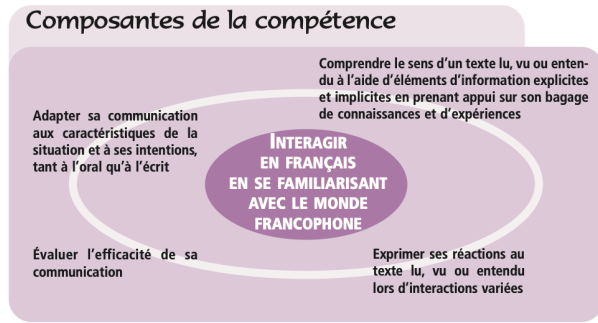 Composantes de la compétence
Comprendre le sens d'un texte lu, vu ou enten-
du à l'aide d'éléments d'information explicites
et implicites en prenant appui sur son bagage
de connaissances et d'expériences
Adapter sa communication
aux caractéristiques de la
situation et à ses intentions,
tant à l'oral qu'à l'écrit
INTERAGIR
EN FRANÇAIS
EN SE FAMILIARISANT
AVEC LE MONDE
FRANCOPHONE
Évaluer l'efficacité de sa
communication
Exprimer ses réactions au
texte lu, vu ou entendu
lors d'interactions variées